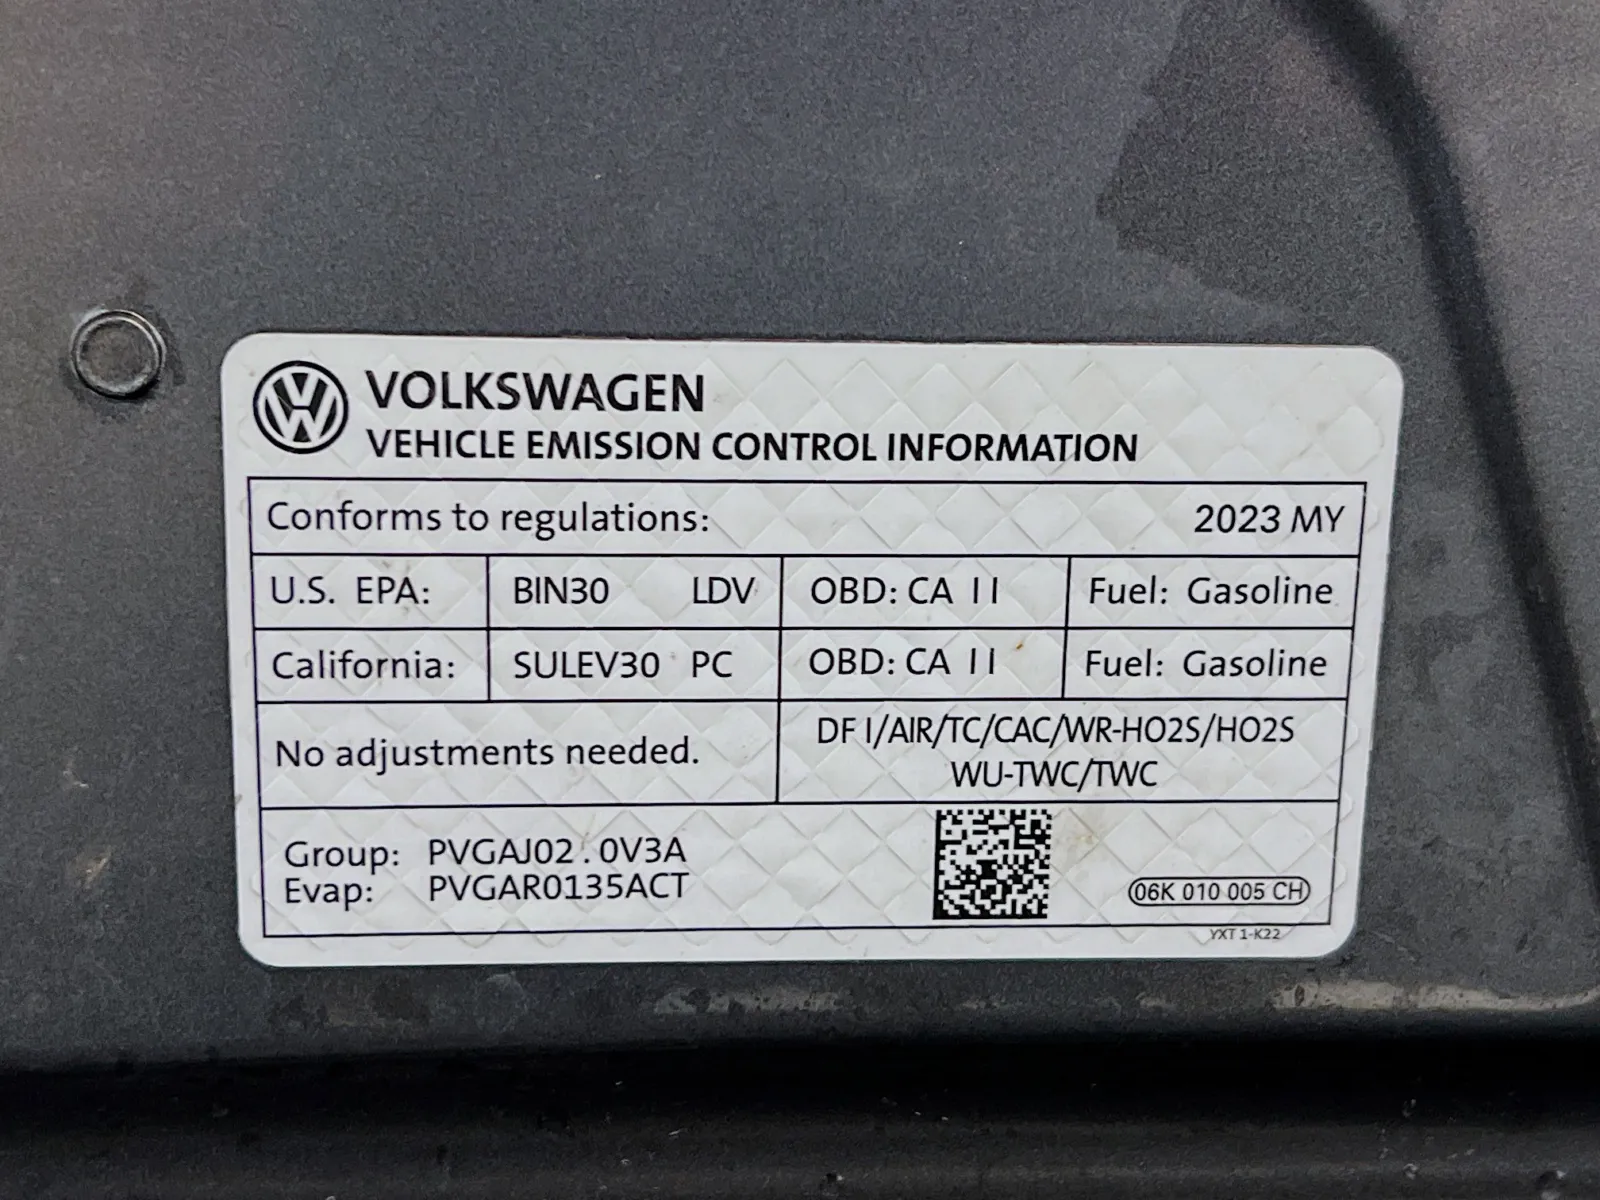 VOLKSWAGEN
VEHICLE EMISSION CONTROL INFORMATION
Conforms to regulations: 2023 MY
U.S. EPA: BIN30 LDV OBD: CA II Fuel: Gasoline
California: SULEV30 PC OBD: CA II Fuel: Gasoline
No adjustments needed.
DFI/AIR/TC/CAC/WR-HO2S/HO2S
WU-TWC/TWC
Group: PVGAJ02.0V3A
Evap: PVGAR0135ACT
06K 010 005 CH
YXT 1-K22